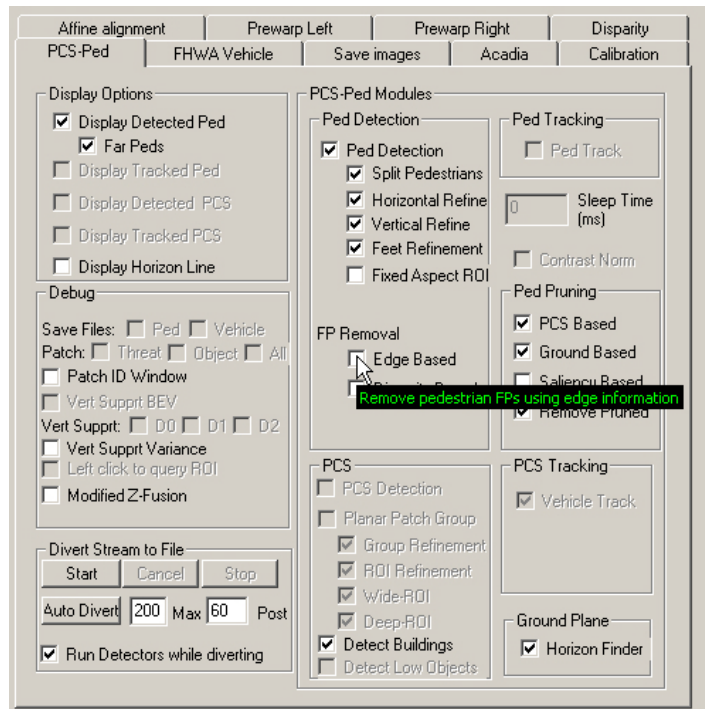 Affine alignment Prewarp Left Prewarp Right Disparity
PCS-Ped FHWA Vehicle Save images Acadia Calibration
Display Options
Display Detected Ped
Far Peds
Display Tracked Ped
Display Detected PCS
Display Tracked PCS
Display Horizon Line
Debug
Save Files: Ped Vehicle
Patch: Threat Object All
Patch ID Window
Vert Supprt BEV
Vert Supprt: D0 D1 D2
Vert Supprt Variance
Left click to query ROI
Modified Z-Fusion
Divert Stream to File
Start Cancel Stop
Auto Divert 200 Max 60 Post
Run Detectors while diverting
PCS-Ped Modules
Ped Detection
Ped Detection
Split Pedestrians
Horizontal Refine
Vertical Refine
Feet Refinement
Fixed Aspect ROI
FP Removal
Edge Based
Remove pedestrian FPs using edge information
Ped Tracking
Ped Track
0 Sleep Time
(ms)
Contrast Norm
Ped Pruning
PCS Based
Ground Based
Saliency Based
Remove Pruned
PCS
PCS Detection
Planar Patch Group
Group Refinement
ROI Refinement
Wide-ROI
Deep-ROI
Detect Buildings
Detect Low Objects
PCS Tracking
Vehicle Track
Ground Plane
Horizon Finder